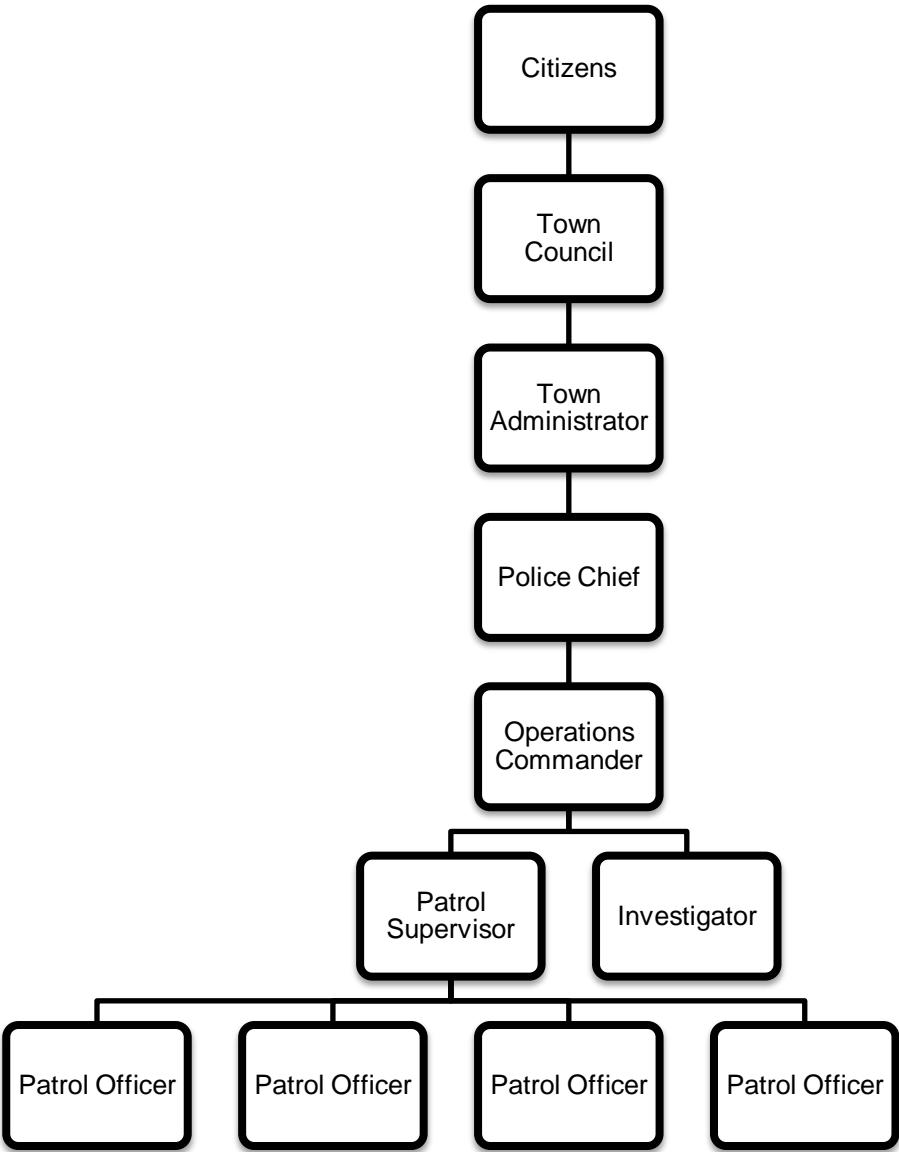 Citizens
Town
Council
Town
Administrator
Police Chief
Operations
Commander
Patrol
Supervisor
Investigator
Patrol Officer
Patrol Officer
Patrol Officer
Patrol Officer